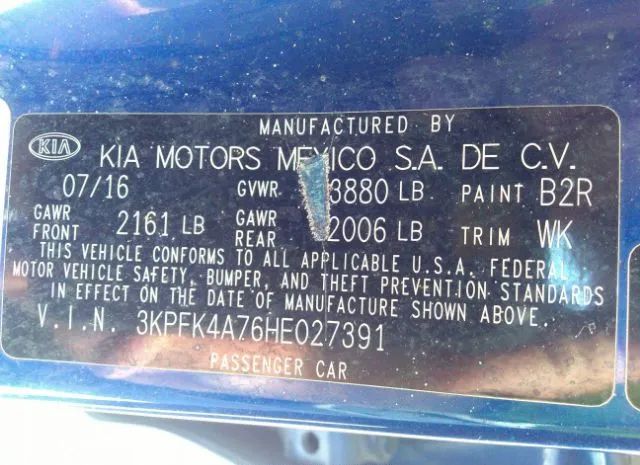 MANUFACTURED BY
KIA
KIA MOTORS MEXICO S.A. DE C.V.
07/16 GVWR 3880 LB PAINT B2R
GAWR FRONT 2161 LB GAWR REAR 2006 LB TRIM WK
THIS VEHICLE CONFORMS TO ALL APPLICABLE U.S.A. FEDERAL
MOTOR VEHICLE SAFETY, BUMPER, AND THEFT PREVENTION STANDARDS
IN EFFECT ON THE DATE OF MANUFACTURE SHOWN ABOVE.
V.I.N. 3KPFK4A76HE027391
PASSENGER CAR